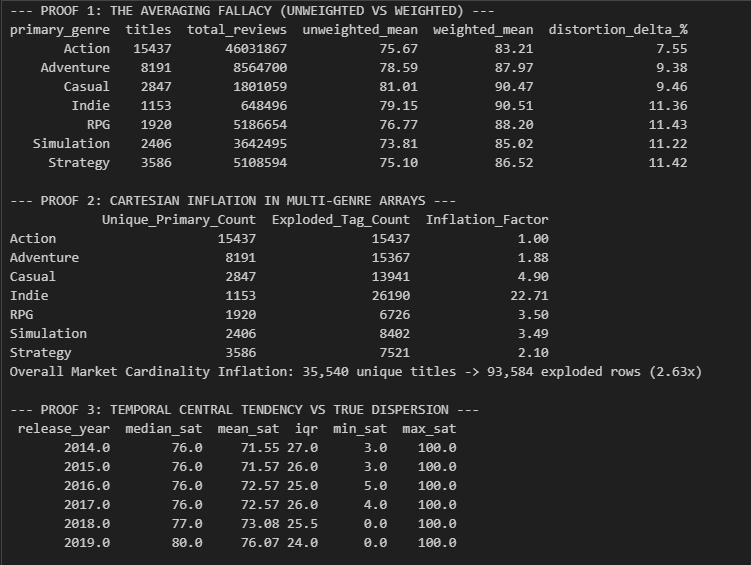 --- PROOF 1: THE AVERAGING FALLACY (UNWEIGHTED VS WEIGHTED) ---
primary_genre titles total_reviews unweighted_mean weighted_mean distortion_delta_%
Action 15437 46031867 75.67 83.21 7.55
Adventure 8191 8564700 78.59 87.97 9.38
Casual 2847 1801059 81.01 90.47 9.46
Indie 1153 648496 79.15 90.51 11.36
RPG 1920 5186654 76.77 88.20 11.43
Simulation 2406 3642495 73.81 85.02 11.22
Strategy 3586 5108594 75.10 86.52 11.42
--- PROOF 2: CARTESIAN INFLATION IN MULTI-GENRE ARRAYS ---
Unique_Primary_Count Exploded_Tag_Count Inflation_Factor
Action 15437 15437 1.00
Adventure 8191 15367 1.88
Casual 2847 13941 4.90
Indie 1153 26190 22.71
RPG 1920 6726 3.50
Simulation 2406 8402 3.49
Strategy 3586 7521 2.10
Overall Market Cardinality Inflation: 35,540 unique titles -> 93,584 exploded rows (2.63x)
--- PROOF 3: TEMPORAL CENTRAL TENDENCY VS TRUE DISPERSION ---
release_year median_sat mean_sat iqr min_sat max_sat
2014.0 76.0 71.55 27.0 3.0 100.0
2015.0 76.0 71.57 26.0 3.0 100.0
2016.0 76.0 72.57 25.0 5.0 100.0
2017.0 76.0 72.57 26.0 4.0 100.0
2018.0 77.0 73.08 25.5 0.0 100.0
2019.0 80.0 76.07 24.0 0.0 100.0